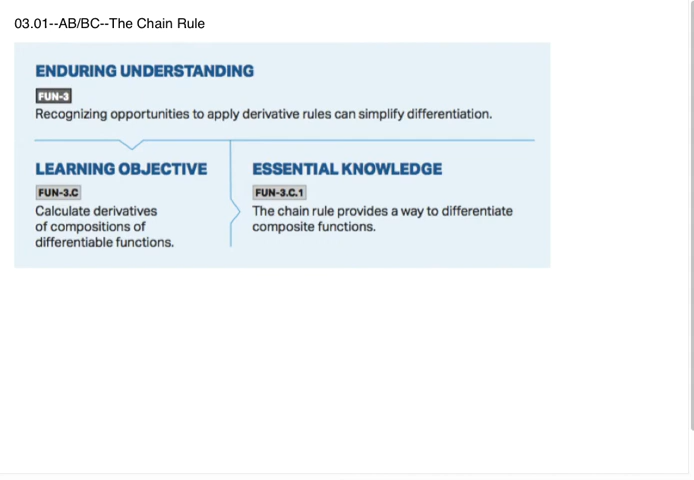 03.01--AB/BC--The Chain Rule
ENDURING UNDERSTANDING
FUN-3
Recognizing opportunities to apply derivative rules can simplify differentiation.
LEARNING OBJECTIVE
FUN-3.C
Calculate derivatives
of compositions of
differentiable functions.
ESSENTIAL KNOWLEDGE
FUN-3.C.1
The chain rule provides a way to differentiate
composite functions.